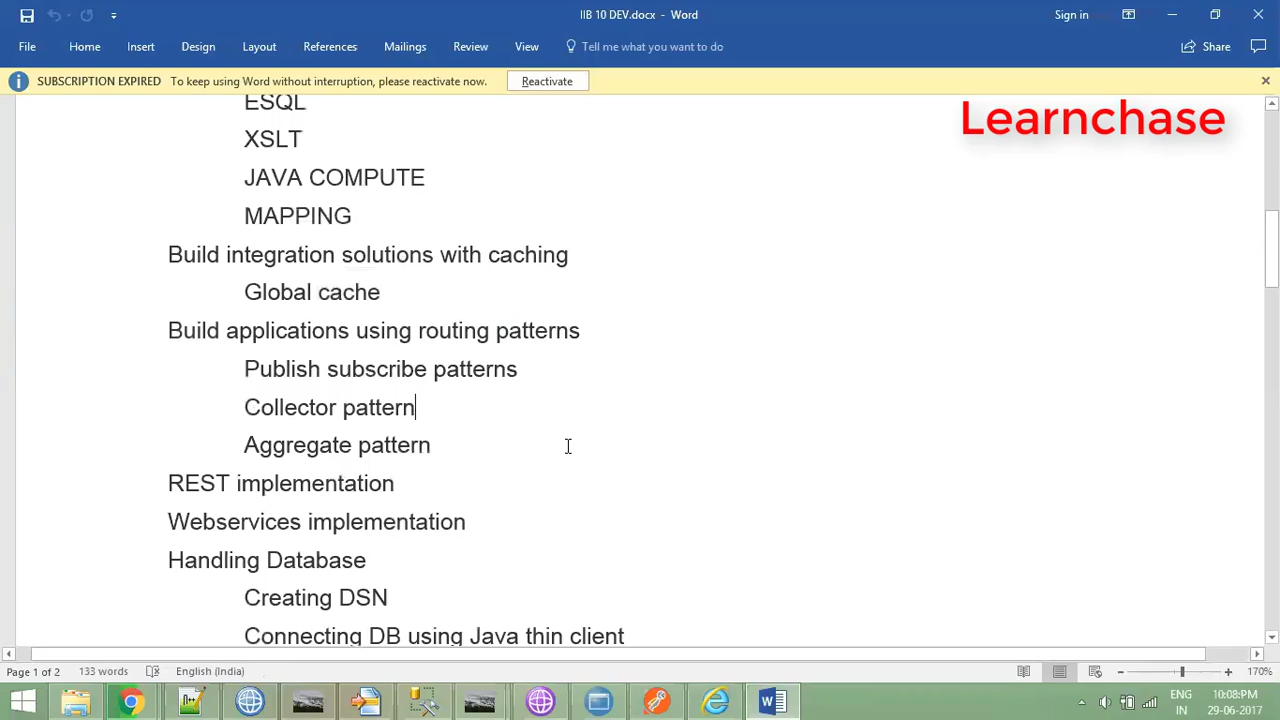 IIB 10 DEV.docx - Word
Sign in
File Home Insert Design Layout References Mailings Review View Tell me what you want to do Share
SUBSCRIPTION EXPIRED To keep using Word without interruption, please reactivate now. Reactivate
Learnchase
ESQL
XSLT
JAVA COMPUTE
MAPPING
Build integration solutions with caching
Global cache
Build applications using routing patterns
Publish subscribe patterns
Collector pattern
Aggregate pattern
REST implementation
Webservices implementation
Handling Database
Creating DSN
Connecting DB using Java thin client
Page 1 of 2 133 words English (India) 170%
ENG 10:08 PM
IN 29-06-2017